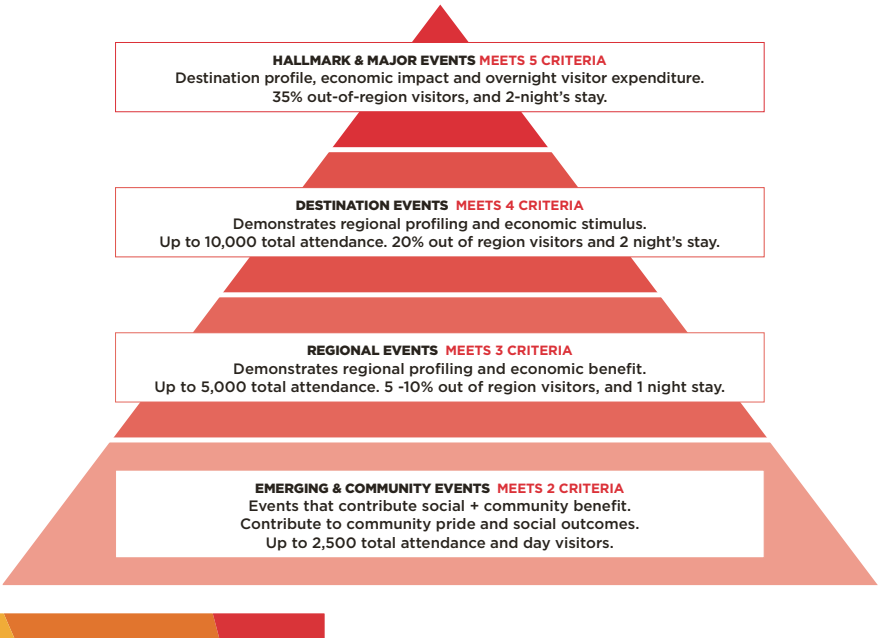 HALLMARK & MAJOR EVENTS MEETS 5 CRITERIA
Destination profile, economic impact and overnight visitor expenditure.
35% out-of-region visitors, and 2-night's stay.
DESTINATION EVENTS MEETS 4 CRITERIA
Demonstrates regional profiling and economic stimulus.
Up to 10,000 total attendance. 20% out of region visitors and 2 night's stay.
REGIONAL EVENTS MEETS 3 CRITERIA
Demonstrates regional profiling and economic benefit.
Up to 5,000 total attendance. 5 -10% out of region visitors, and 1 night stay.
EMERGING & COMMUNITY EVENTS MEETS 2 CRITERIA
Events that contribute social + community benefit.
Contribute to community pride and social outcomes.
Up to 2,500 total attendance and day visitors.